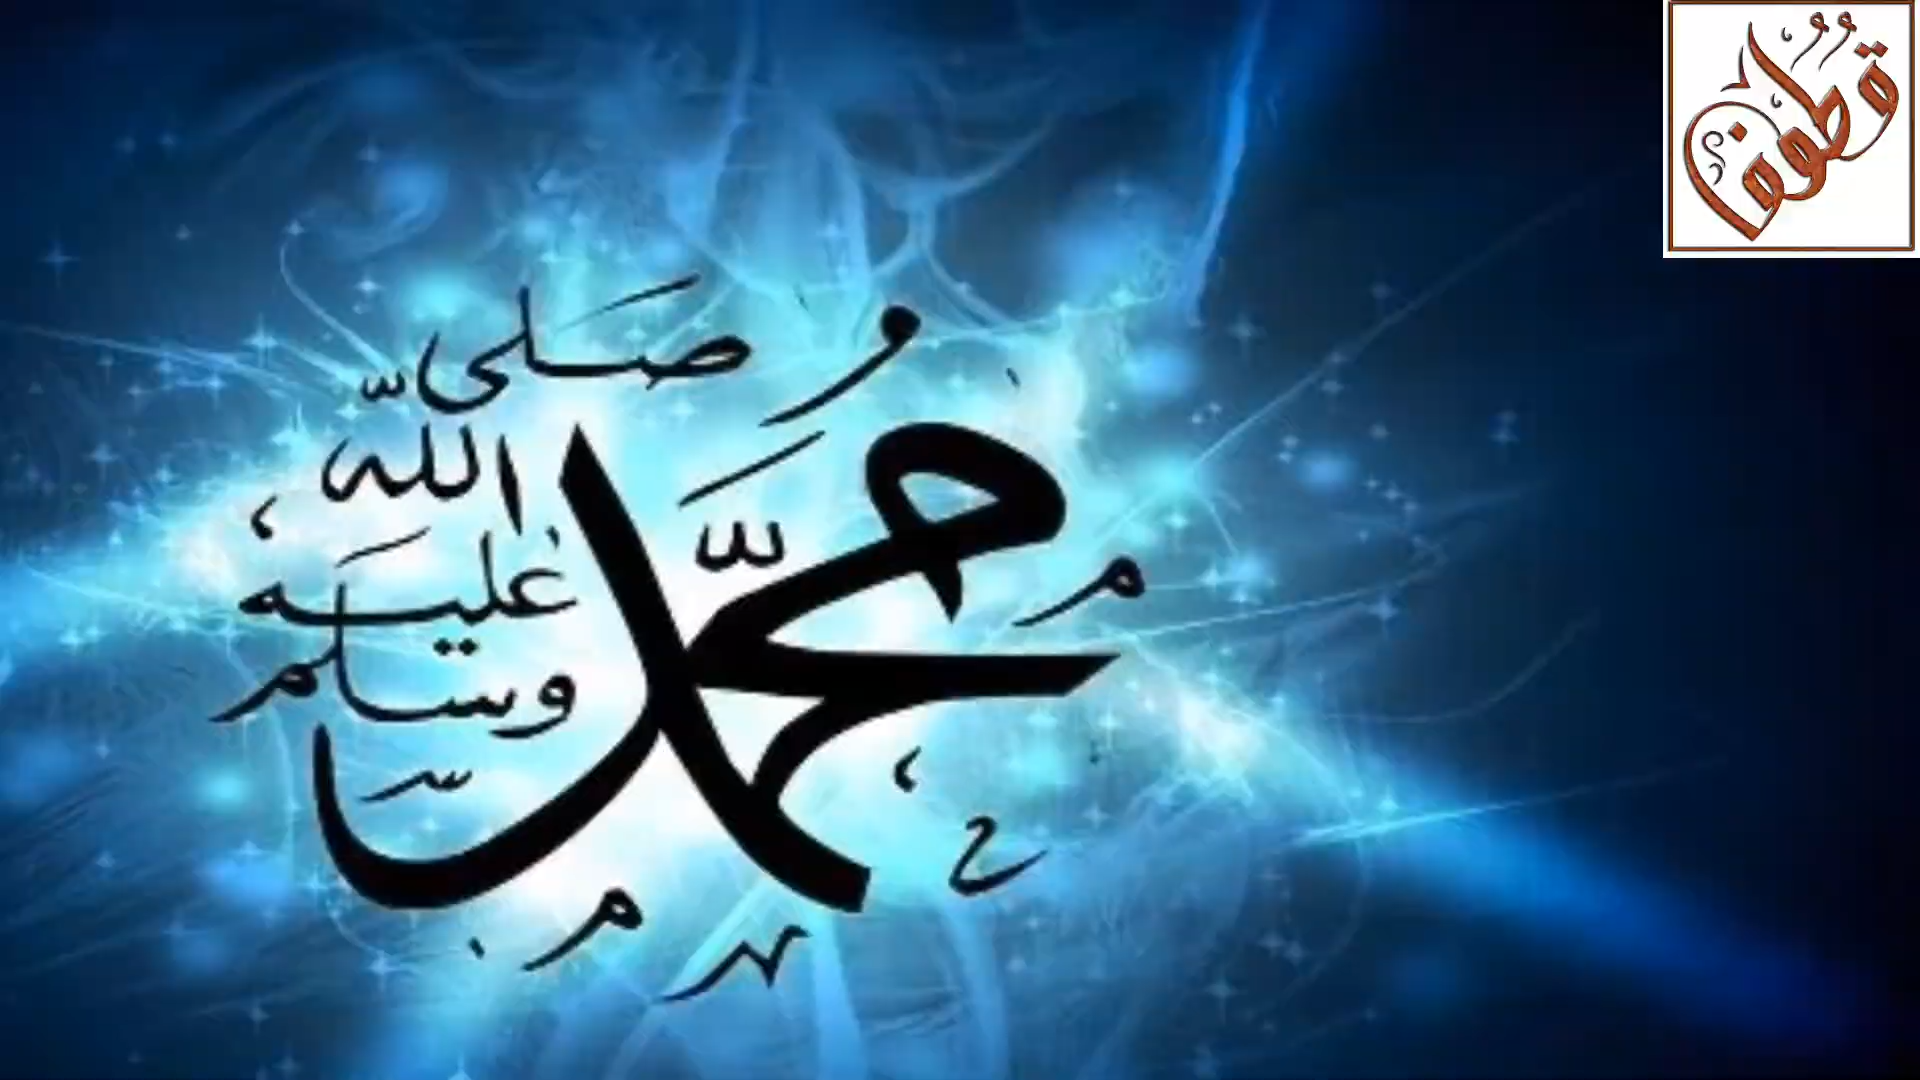 محمد
صلى
الله
عليه
وسلم
قطوف